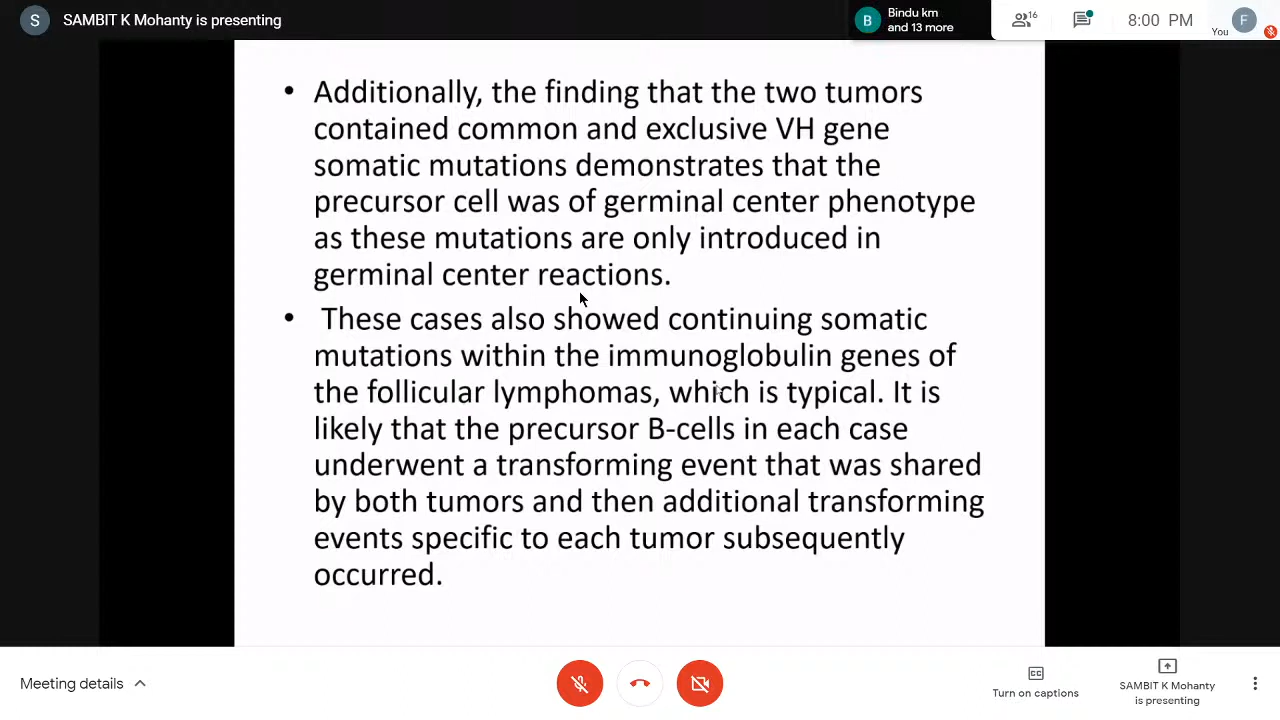 S SAMBIT K Mohanty is presenting
B Bindu km
and 13 more
16
8:00 PM
You
F
• Additionally, the finding that the two tumors
contained common and exclusive VH gene
somatic mutations demonstrates that the
precursor cell was of germinal center phenotype
as these mutations are only introduced in
germinal center reactions.
• These cases also showed continuing somatic
mutations within the immunoglobulin genes of
the follicular lymphomas, which is typical. It is
likely that the precursor B-cells in each case
underwent a transforming event that was shared
by both tumors and then additional transforming
events specific to each tumor subsequently
occurred.
Meeting details
CC
Turn on captions
SAMBIT K Mohanty
is presenting